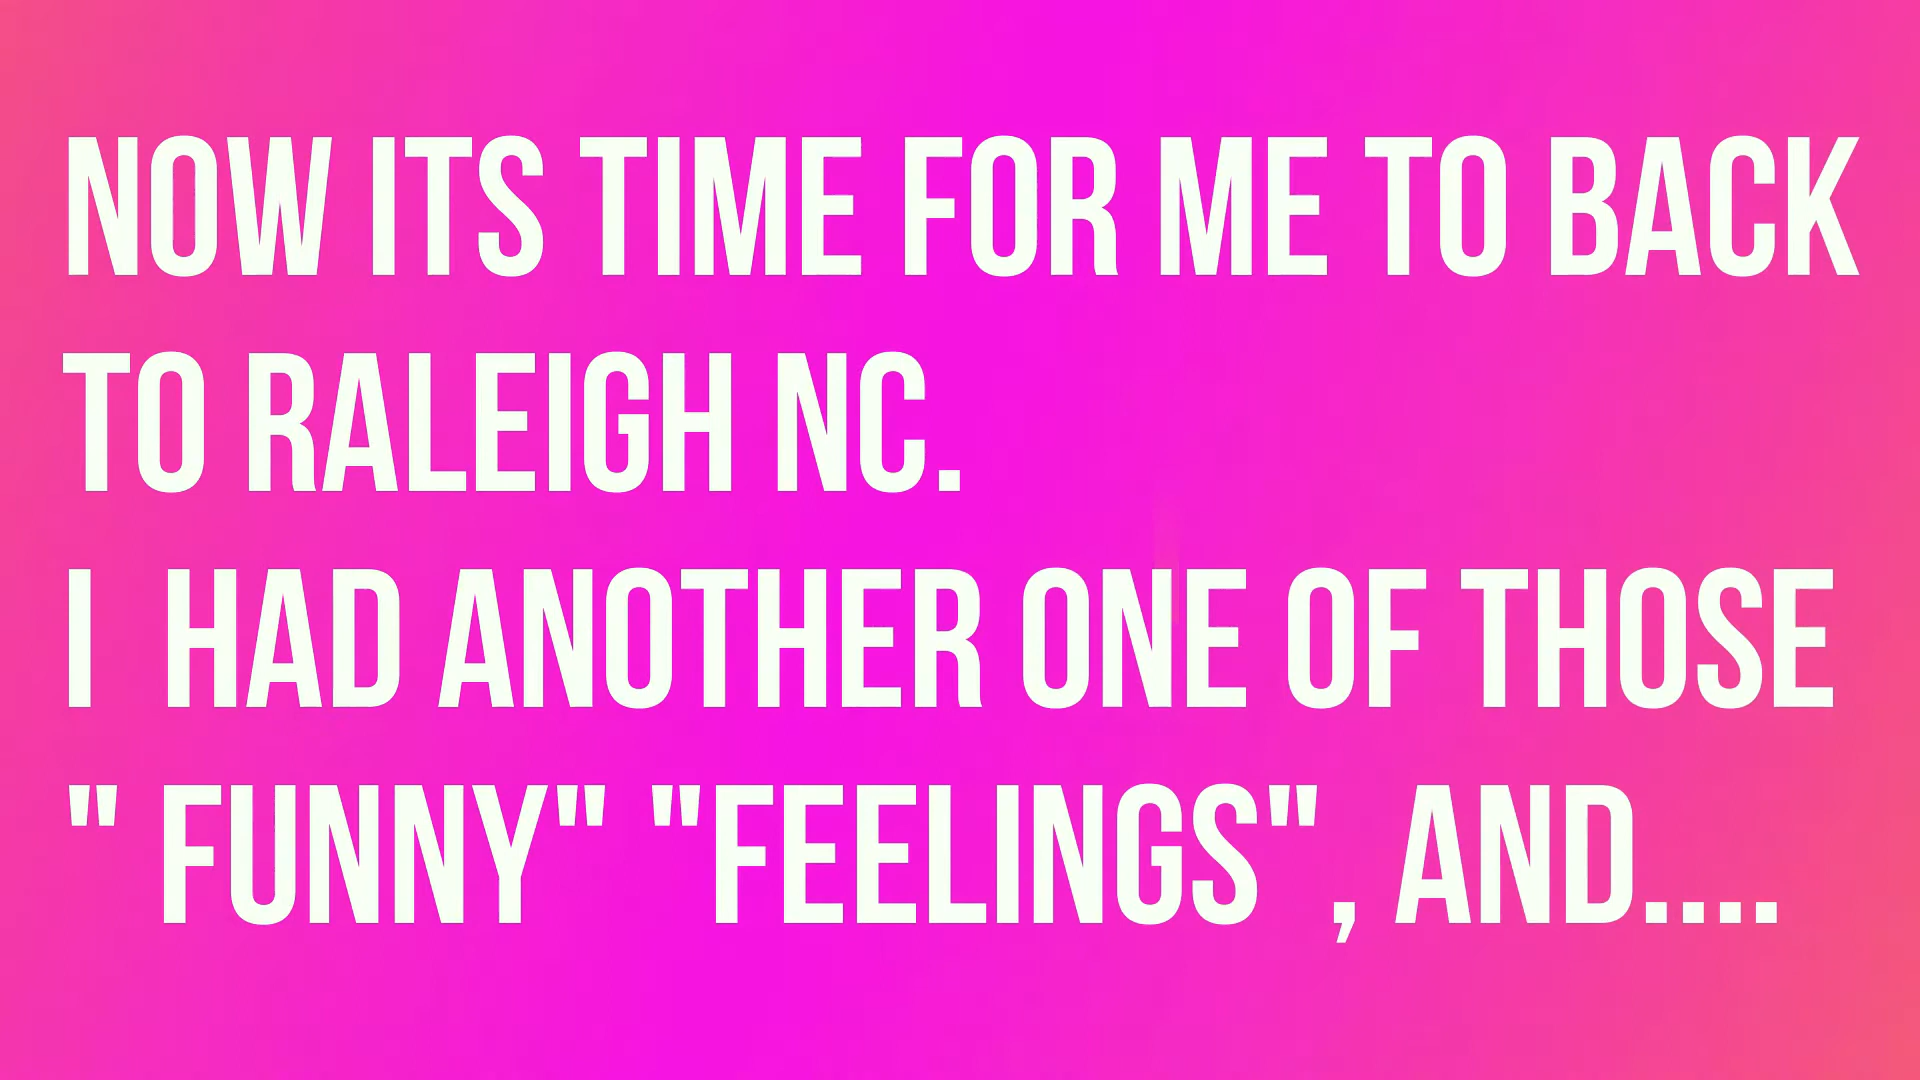 NOW ITS TIME FOR ME TO BACK
TO RALEIGH NC.
I  HAD ANOTHER ONE OF THOSE
" FUNNY" "FEELINGS", AND....